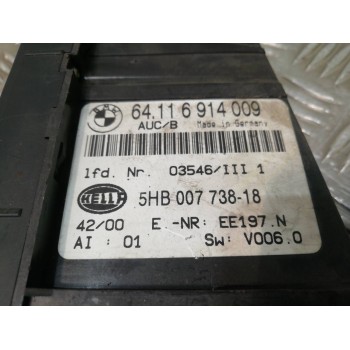 BMW
64.11 6 914 009
AUC/B Made in Germany
lfd. Nr. 03546/III 1
HELLA 5HB 007 738-18
42/00 E.-NR: EE197.N
AI : 01 SW: V006.0